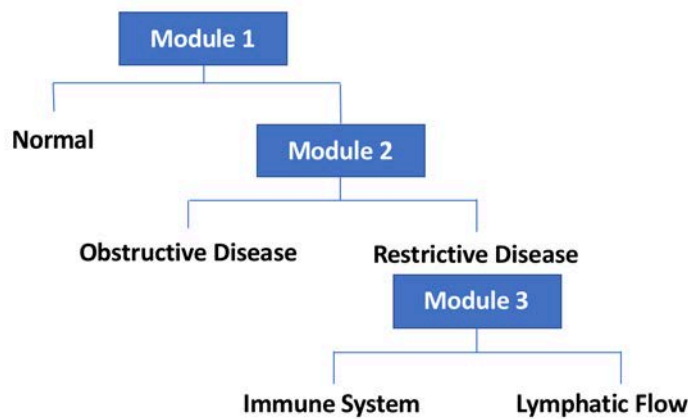 Module 1
Normal
Module 2
Obstructive Disease
Restrictive Disease
Module 3
Immune System
Lymphatic Flow